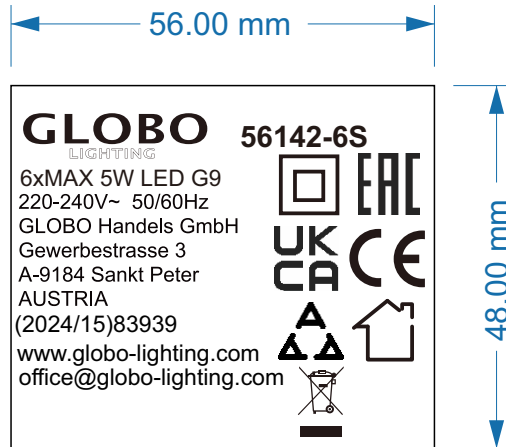 56.00 mm
GLOBO
LIGHTING
56142-6S
6xMAX 5W LED G9
220-240V~ 50/60Hz
GLOBO Handels GmbH
Gewerbestrasse 3
A-9184 Sankt Peter
AUSTRIA
(2024/15)83939
www.globo-lighting.com
office@globo-lighting.com
EAC
UK
CA
CE
48.00 mm